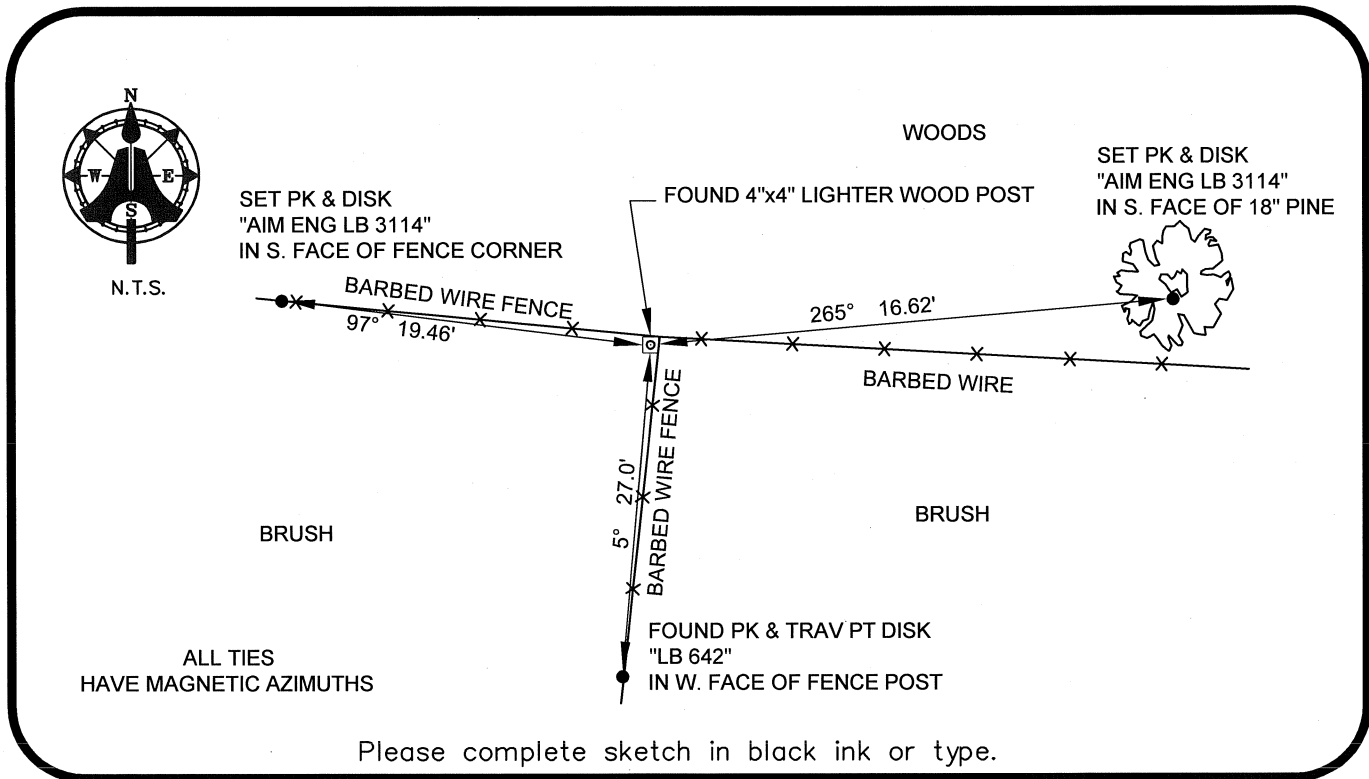 N
W E
S
N.T.S.
WOODS
SET PK & DISK
"AIM ENG LB 3114"
IN S. FACE OF FENCE CORNER
FOUND 4"x4" LIGHTER WOOD POST
SET PK & DISK
"AIM ENG LB 3114"
IN S. FACE OF 18" PINE
BARBED WIRE FENCE
97° 19.46'
265° 16.62'
BARBED WIRE
5° 27.0'
BARBED WIRE FENCE
BRUSH
BRUSH
FOUND PK & TRAV PT DISK
"LB 642"
IN W. FACE OF FENCE POST
ALL TIES
HAVE MAGNETIC AZIMUTHS
Please complete sketch in black ink or type.